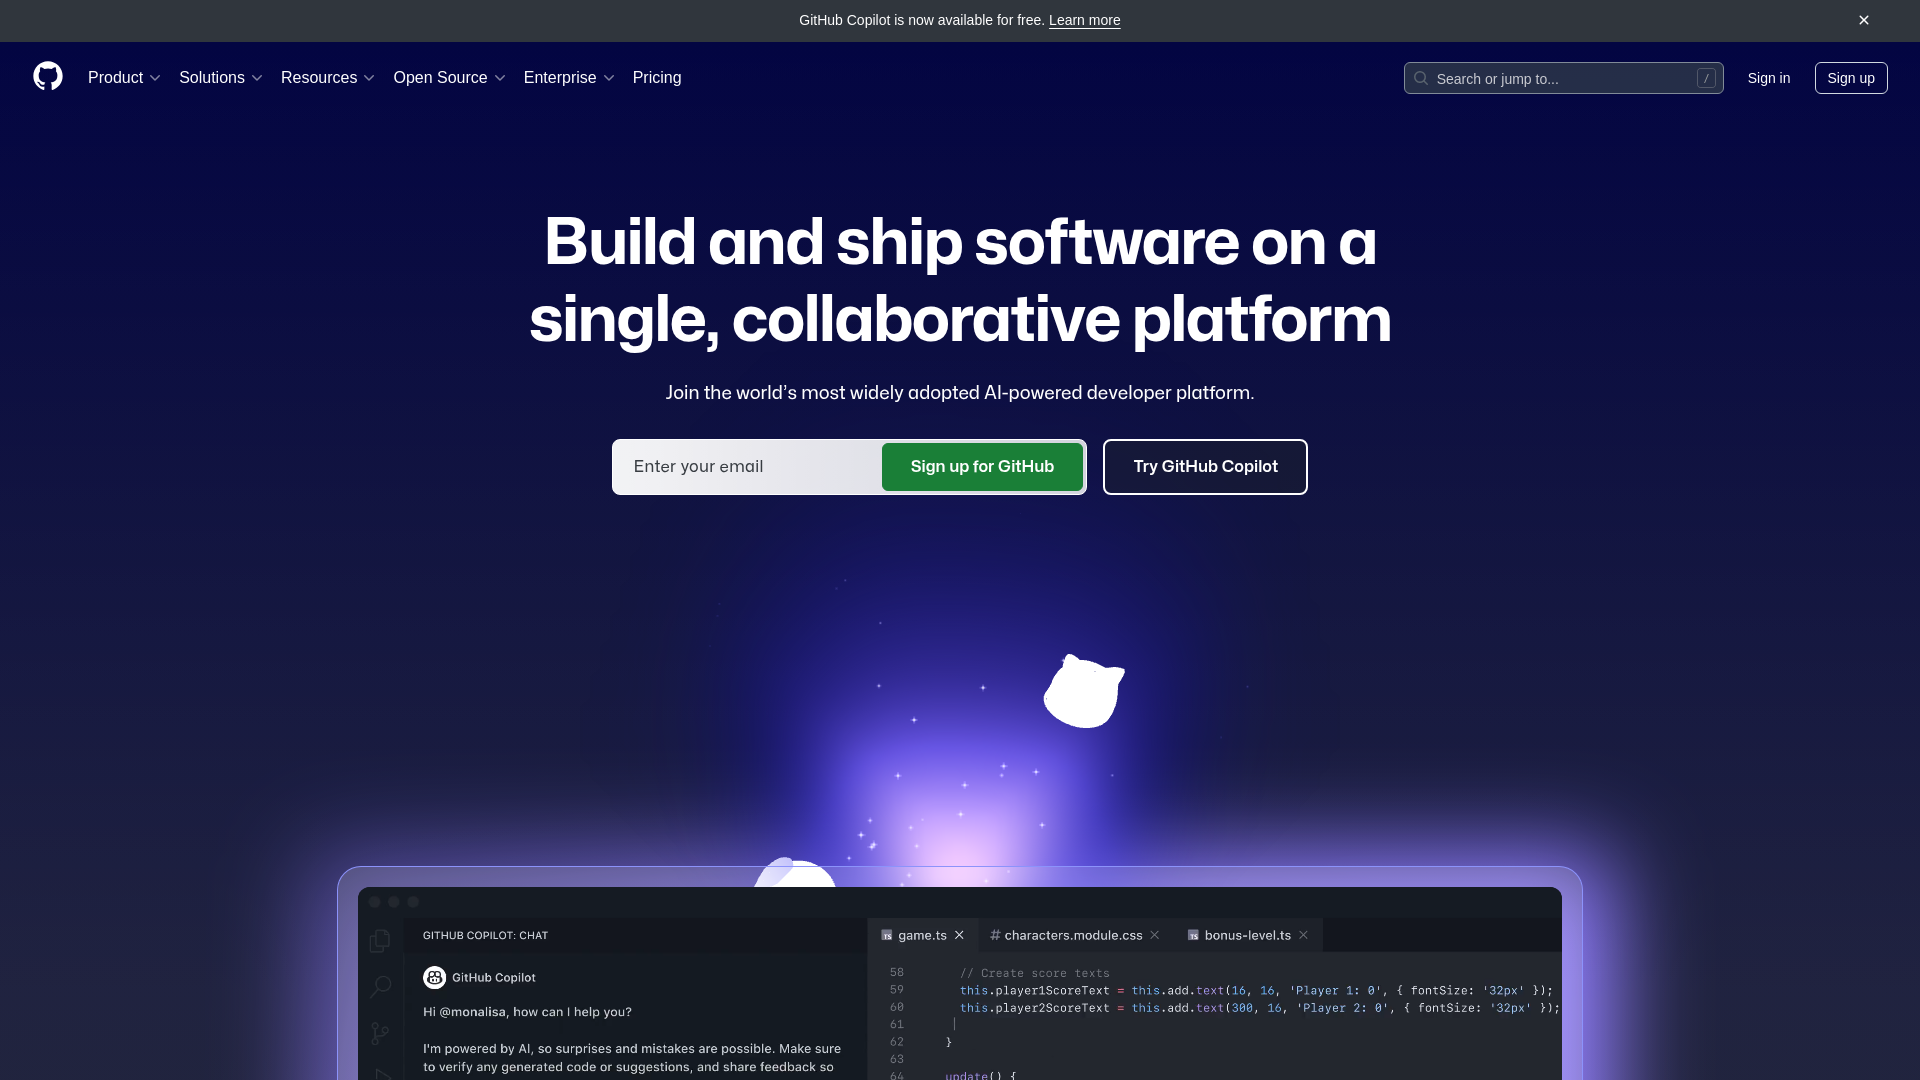 GitHub Copilot is now available for free. Learn more
Product
Solutions
Resources
Open Source
Enterprise
Pricing
Search or jump to...
/
Sign in
Sign up
Build and ship software on a
single, collaborative platform
Join the world’s most widely adopted AI-powered developer platform.
Enter your email
Sign up for GitHub
Try GitHub Copilot
GITHUB COPILOT: CHAT
GitHub Copilot
Hi @monalisa, how can I help you?
I'm powered by AI, so surprises and mistakes are possible. Make sure
to verify any generated code or suggestions, and share feedback so
TS game.ts
# characters.module.css
TS bonus-level.ts
58 // Create score texts
59 this.player1ScoreText = this.add.text(16, 16, 'Player 1: 0', { fontSize: '32px' });
60 this.player2ScoreText = this.add.text(300, 16, 'Player 2: 0', { fontSize: '32px' });
61
62 }
63
64 update() {